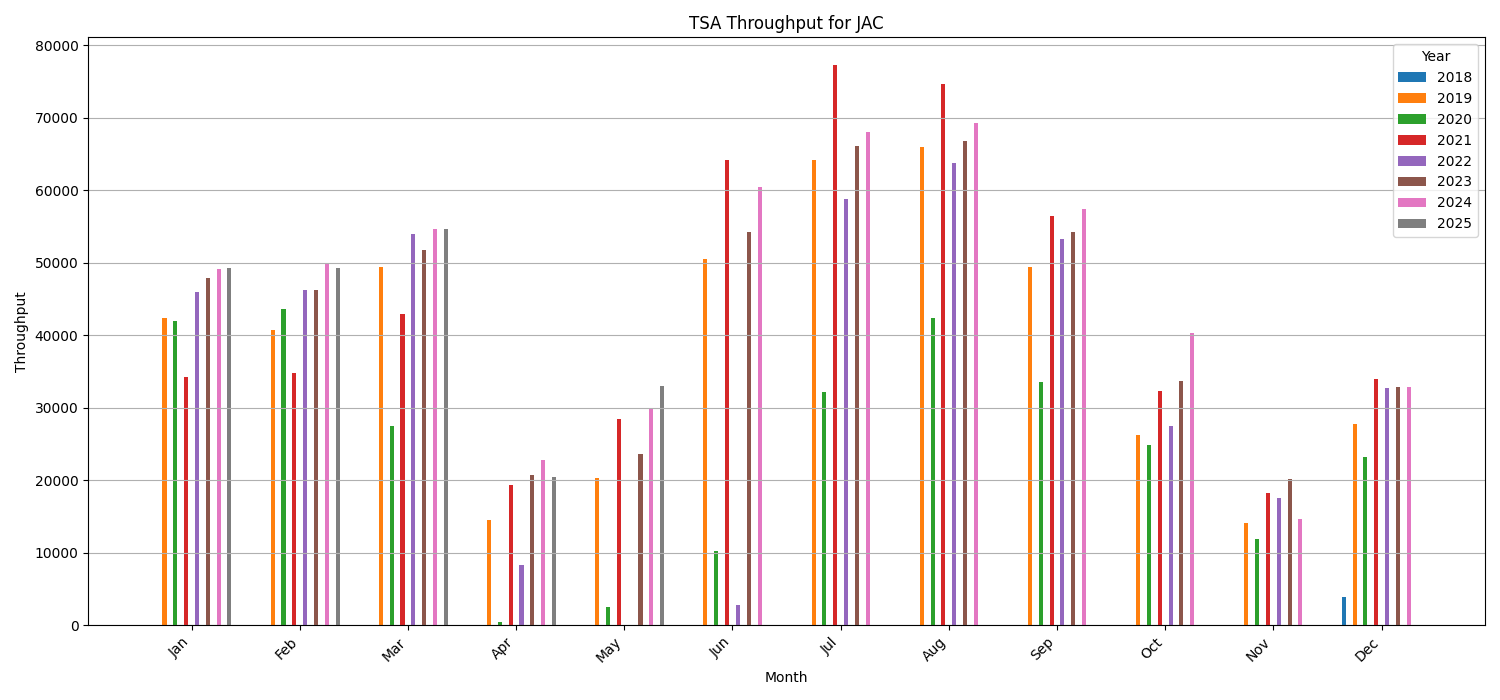 TSA Throughput for JAC
80000
70000
60000
50000
40000
30000
20000
10000
0
Throughput
Year
2018
2019
2020
2021
2022
2023
2024
2025
Jan
Feb
Mar
Apr
May
Jun
Jul
Aug
Sep
Oct
Nov
Dec
Month